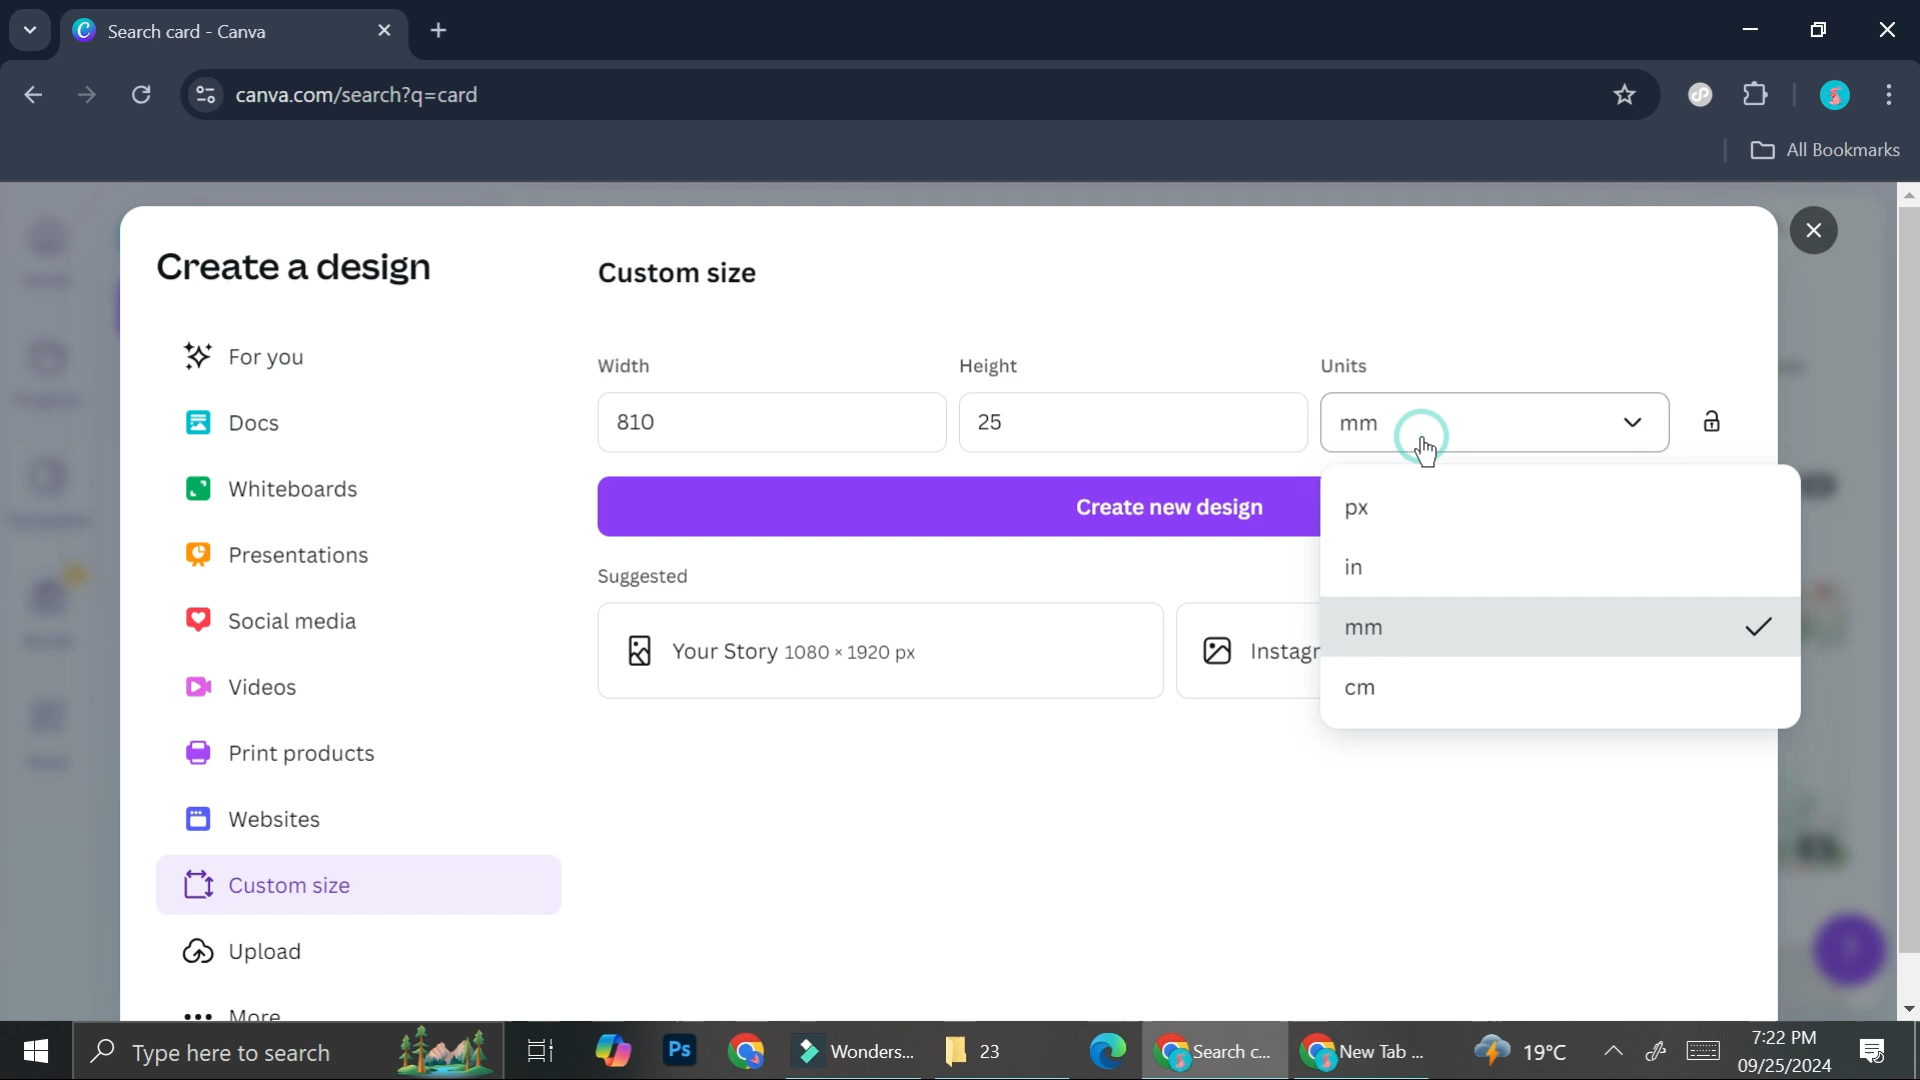 Search card - Canva
canva.com/search?q=card
All Bookmarks
Create a design
For you
Docs
Whiteboards
Presentations
Social media
Videos
Print products
Websites
Custom size
Upload
More
Custom size
Width
Height
Units
810
25
mm
Create new design
px
in
mm
cm
Suggested
Your Story 1080 × 1920 px
Instagr
Type here to search
Ps
Wonders...
23
Search c...
New Tab ...
19°C
7:22 PM
09/25/2024